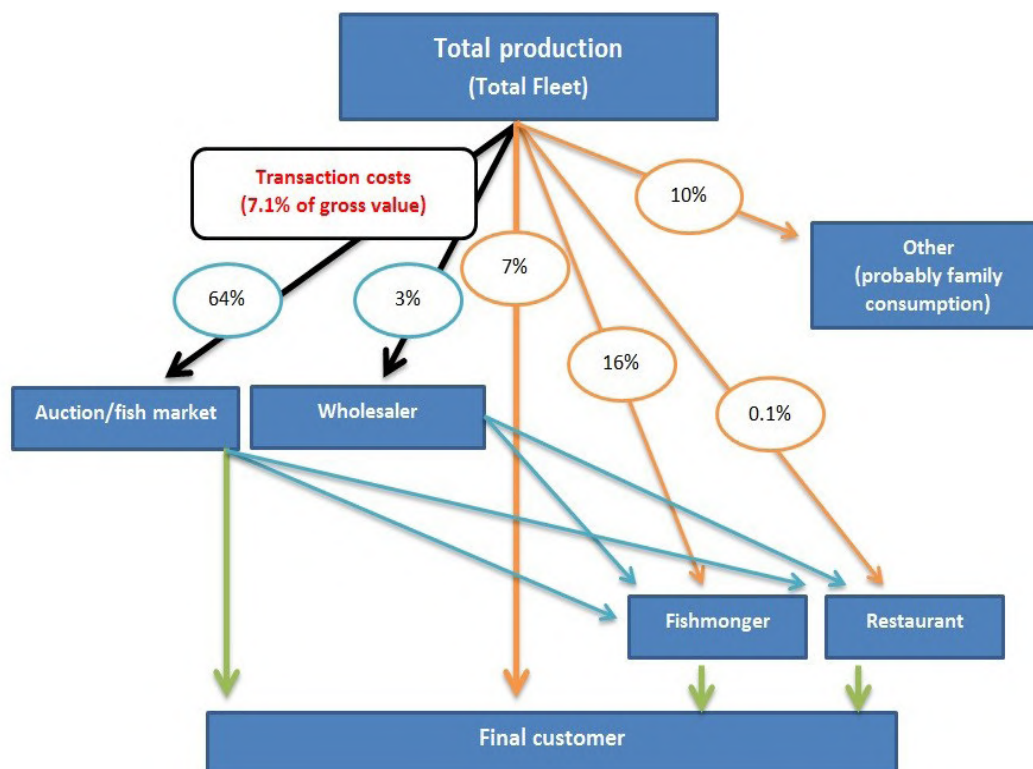 Total production
(Total Fleet)
Transaction costs
(7.1% of gross value)
10%
Other
(probably family
consumption)
7%
64%
3%
16%
0.1%
Auction/fish market
Wholesaler
Fishmonger
Restaurant
Final customer